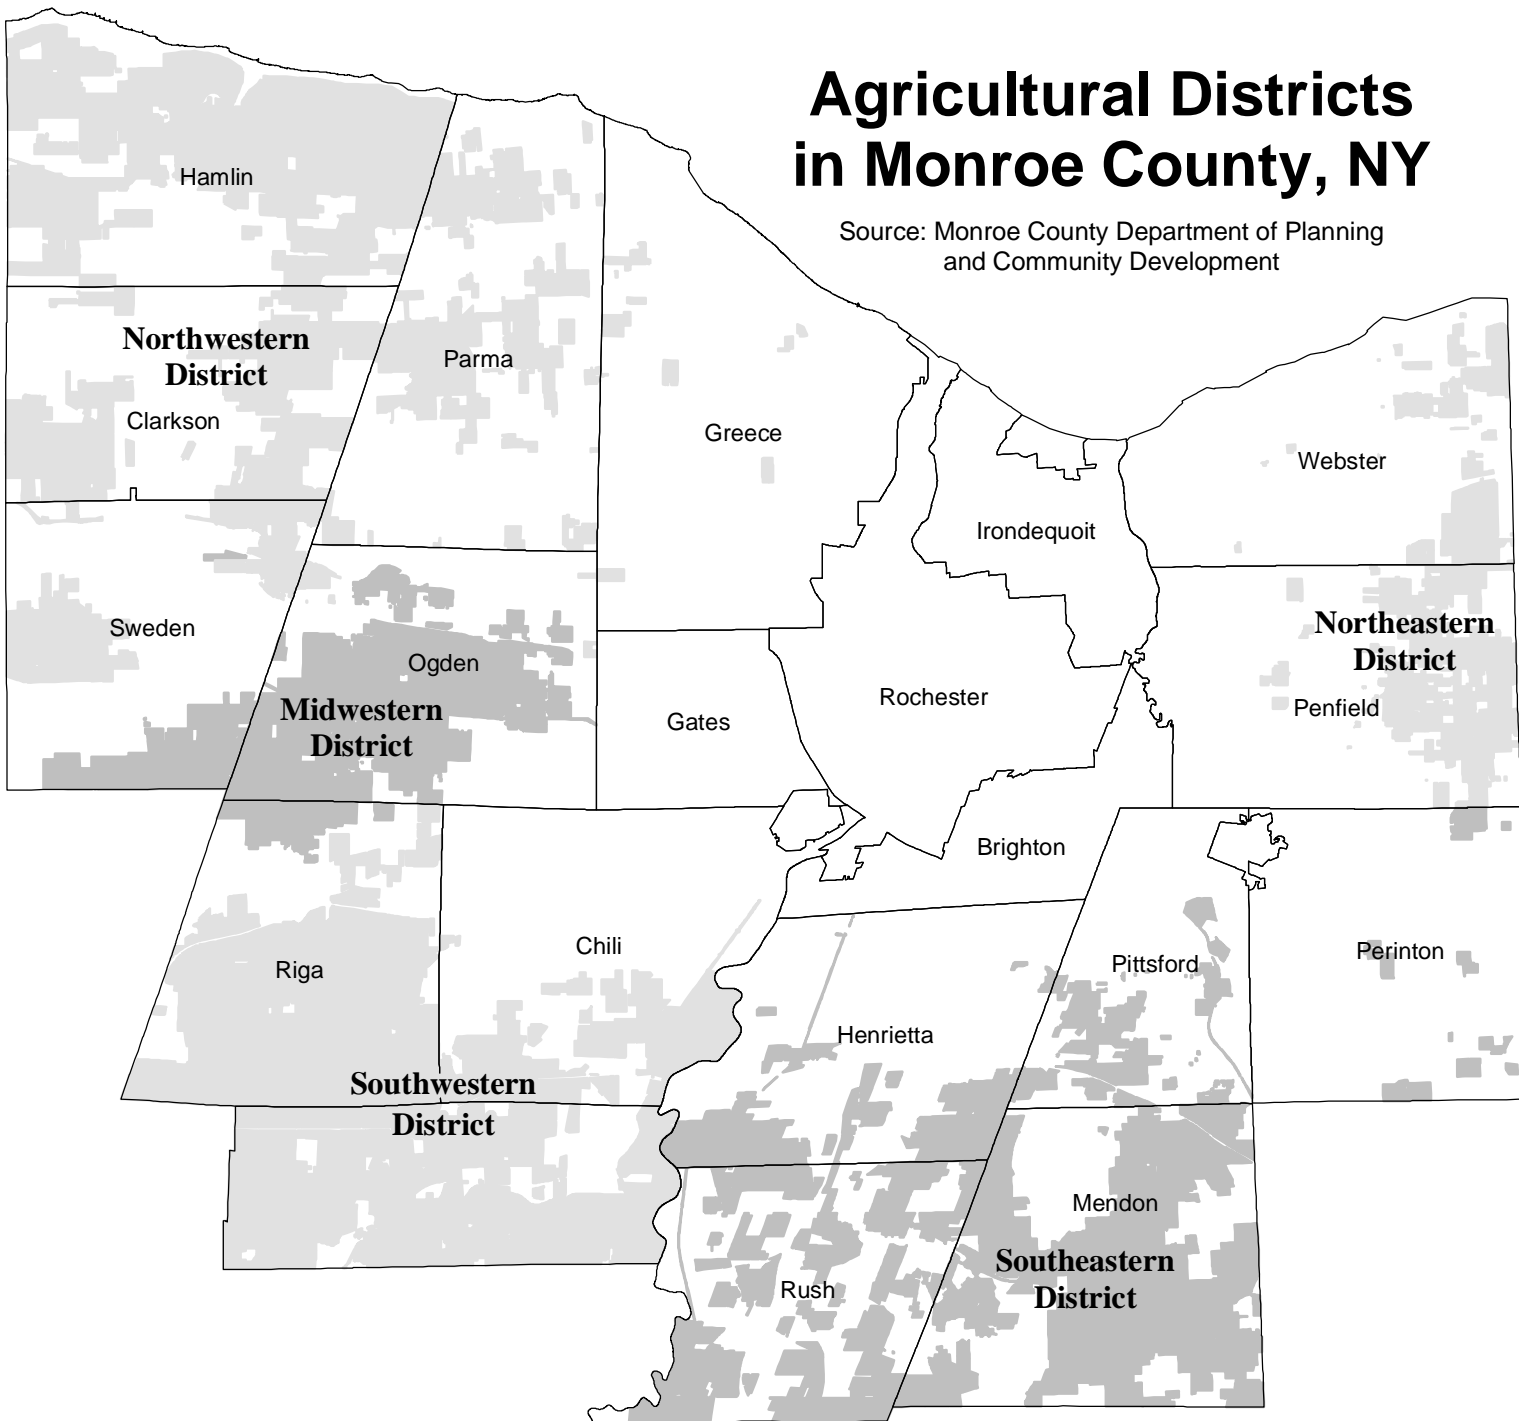 Agricultural Districts
in Monroe County, NY
Source: Monroe County Department of Planning
and Community Development
Hamlin
Northwestern
District
Parma
Clarkson
Greece
Webster
Irondequoit
Sweden
Northeastern
District
Ogden
Rochester
Penfield
Midwestern
District
Gates
Brighton
Chili
Riga
Pittsford
Perinton
Henrietta
Southwestern
District
Mendon
Southeastern
District
Rush